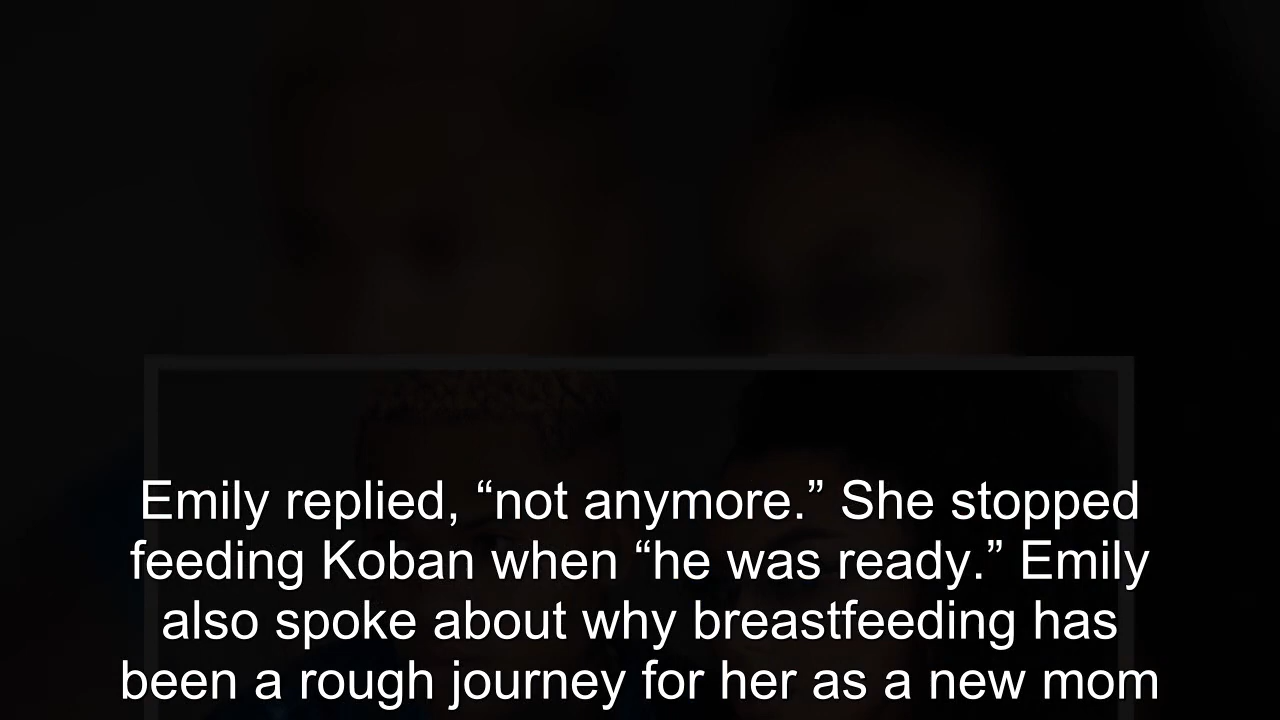 Emily replied, “not anymore.” She stopped
feeding Koban when “he was ready.” Emily
also spoke about why breastfeeding has
been a rough journey for her as a new mom